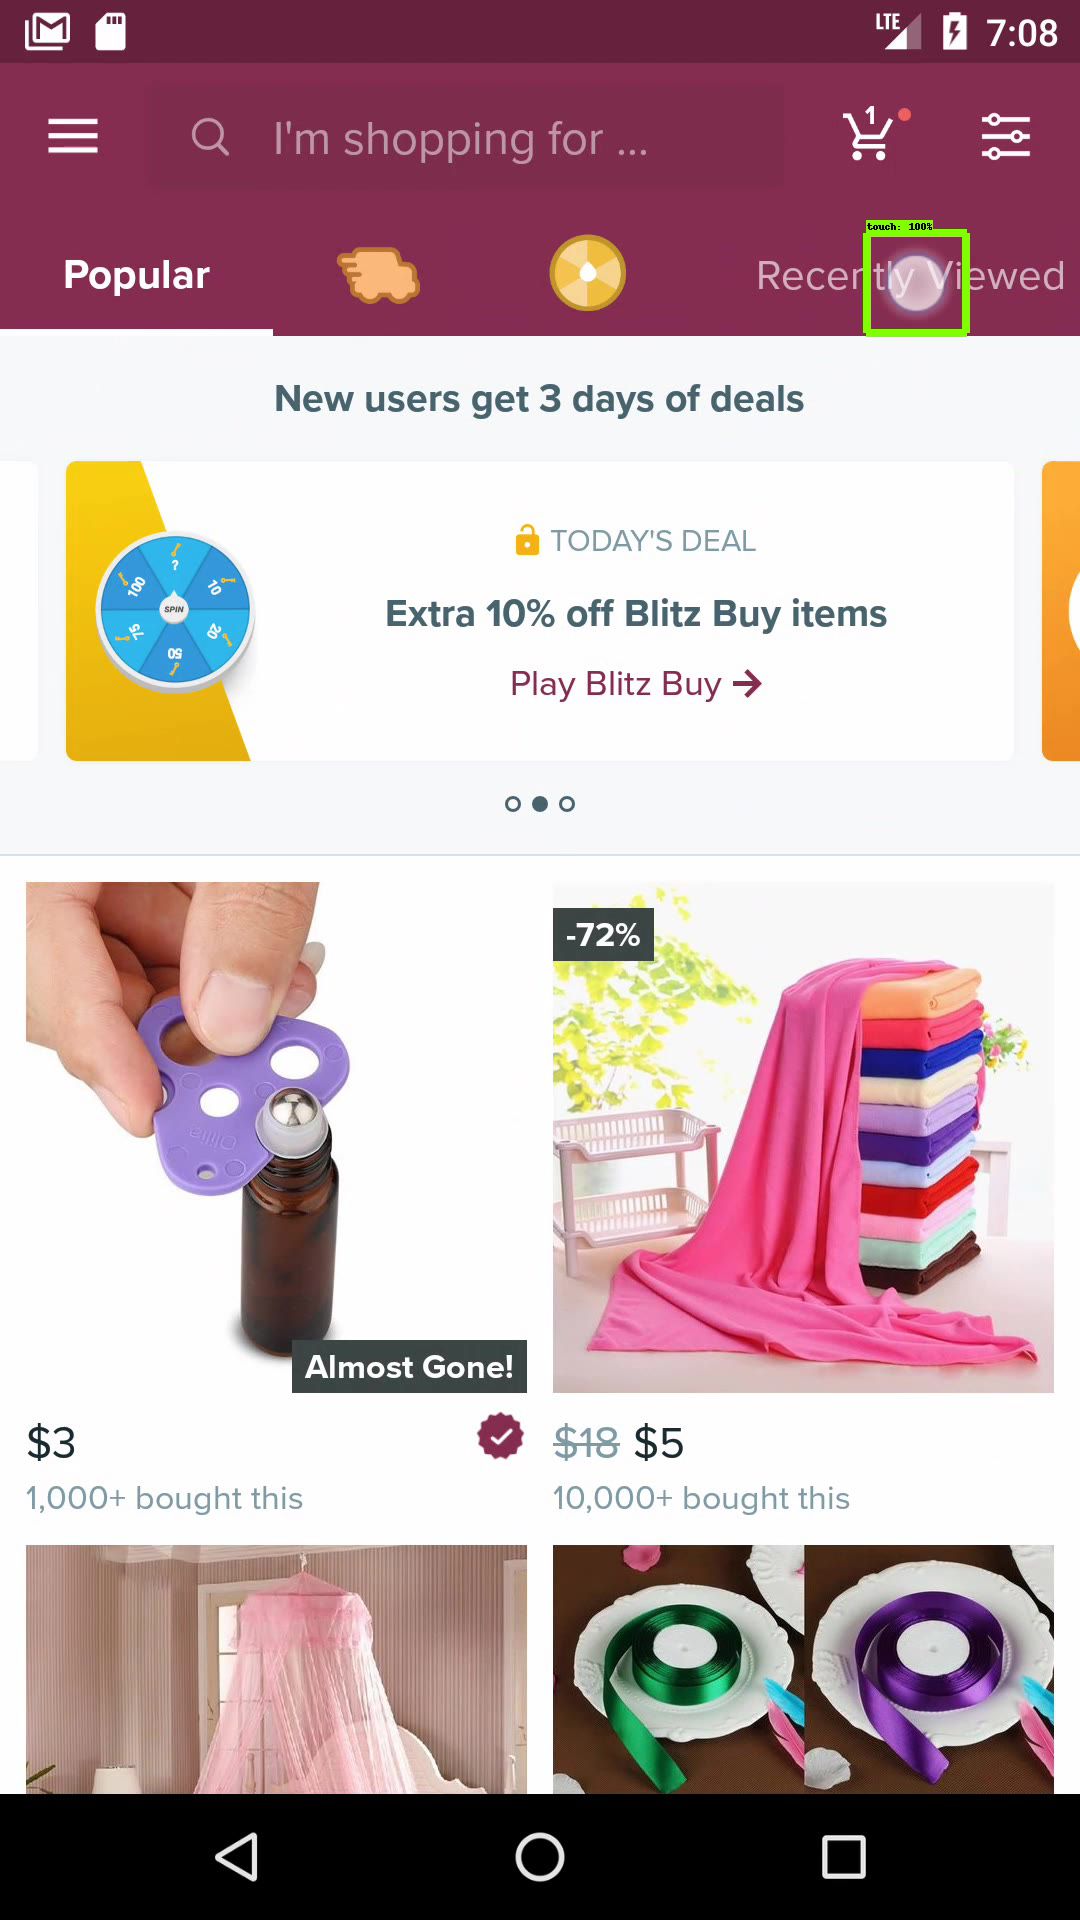 LTE 7:08
I'm shopping for ...
1
touch: 100%
Popular
Recently Viewed
New users get 3 days of deals
TODAY'S DEAL
Extra 10% off Blitz Buy items
Play Blitz Buy
? 10 20 50 75 100
SPIN
-72%
Almost Gone!
$3
$18 $5
1,000+ bought this
10,000+ bought this